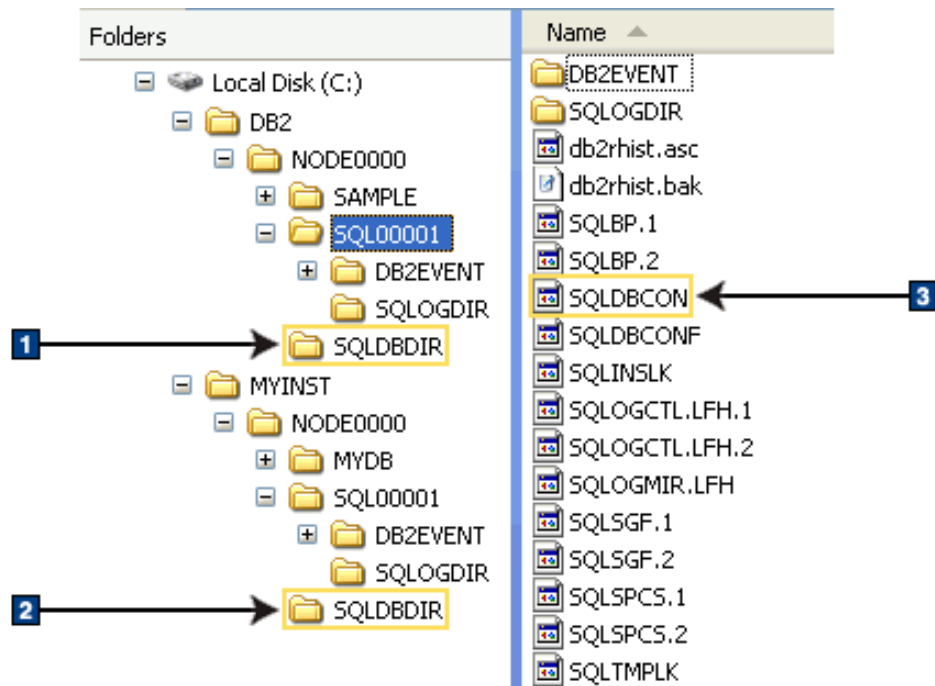 Folders
Local Disk (C:)
DB2
NODE0000
SAMPLE
SQL00001
DB2EVENT
SQLOGDIR
1
SQLDBDIR
MYINST
NODE0000
MYDB
SQL00001
DB2EVENT
SQLOGDIR
2
SQLDBDIR
Name
DB2EVENT
SQLOGDIR
db2rhist.asc
db2rhist.bak
SQLBP.1
SQLBP.2
SQLDBCON
3
SQLDBCONF
SQLINSLK
SQLOGCTL.LFH.1
SQLOGCTL.LFH.2
SQLOGMIR.LFH
SQLSGF.1
SQLSGF.2
SQLSPCS.1
SQLSPCS.2
SQLTMPLK